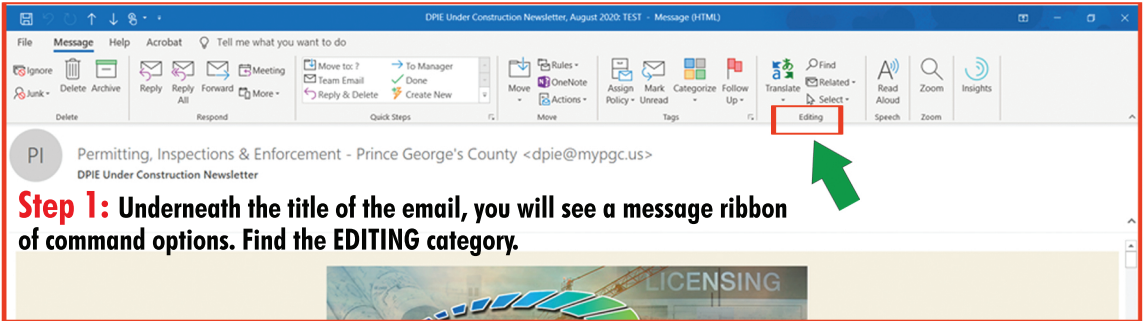 DPIE Under Construction Newsletter, August 2020: TEST - Message (HTML)
File Message Help Acrobat Tell me what you want to do
Ignore
Junk
Delete
Archive
Delete
Reply
Reply All
Forward
Meeting
More
Respond
Move to: ?
Team Email
Reply & Delete
To Manager
Done
Create New
Quick Steps
Move
Rules
OneNote
Actions
Move
Assign Policy
Mark Unread
Categorize
Follow Up
Tags
Translate
Find
Related
Select
Editing
Read Aloud
Speech
Zoom
Zoom
Insights
PI
Permitting, Inspections & Enforcement - Prince George's County <dpie@mypgc.us>
DPIE Under Construction Newsletter
Step 1: Underneath the title of the email, you will see a message ribbon
of command options. Find the EDITING category.
LICENSING